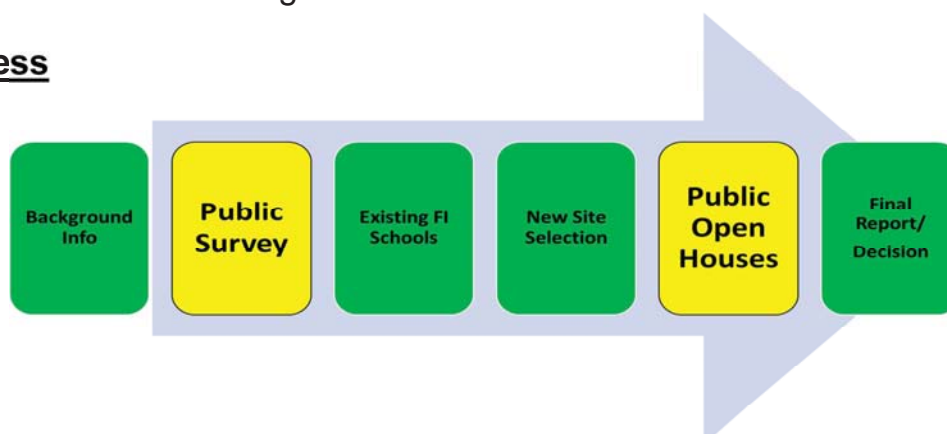 ess
Background
Info
Public
Survey
Existing FI
Schools
New Site
Selection
Public
Open
Houses
Final
Report/
Decision